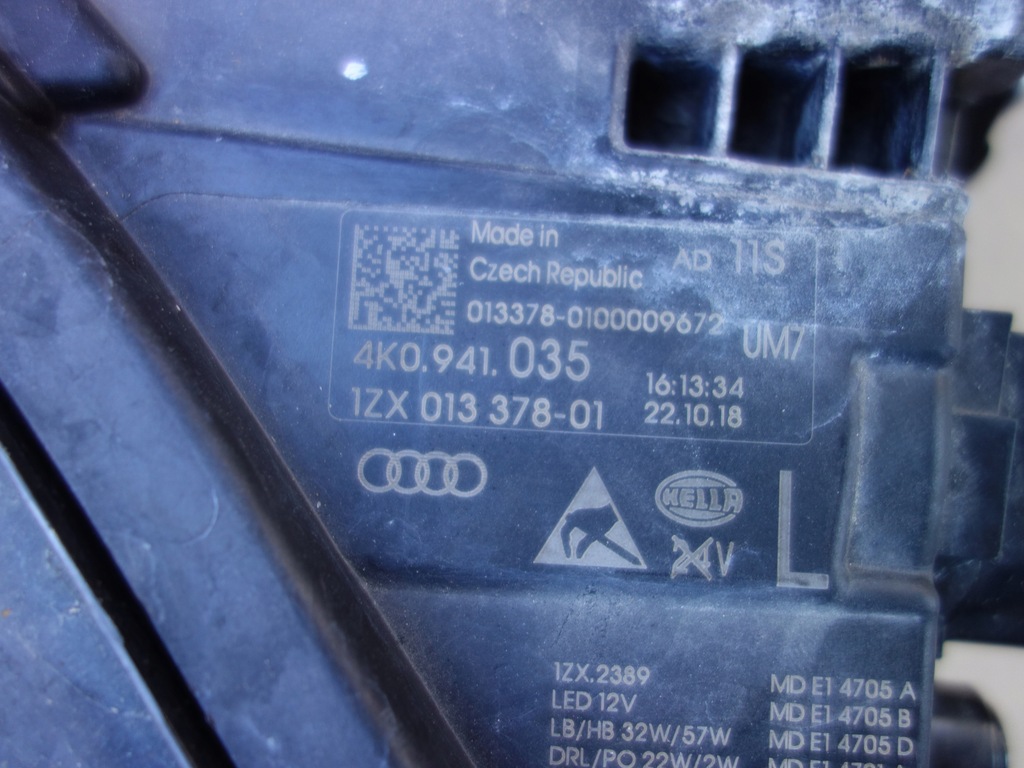 Made in
Czech Republic
AD 11S
013378-0100009672
UM7
4K0.941. 035
1ZX 013 378-01
16:13:34
22.10.18
HELLA
24V
L
1ZX.2389
LED 12V
LB/HB 32W/57W
DRL/PO 22W/2W
MD E1 4705 A
MD E1 4705 B
MD E1 4705 D